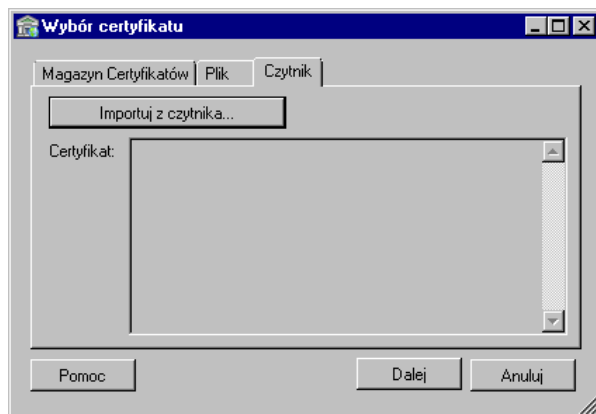 Wybór certyfikatu
Magazyn Certyfikatów Plik Czytnik
Importuj z czytnika...
Certyfikat:
Pomoc Dalej Anuluj